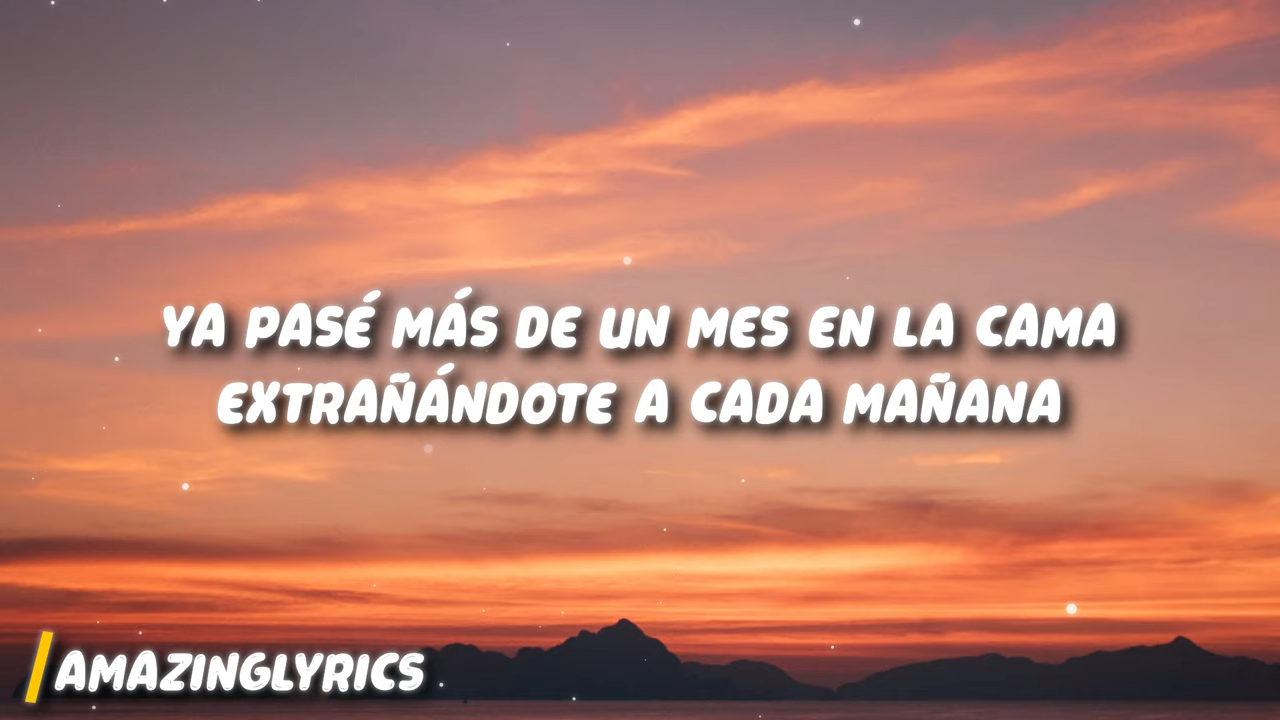 YA PASÉ MÁS DE UN MES EN LA CAMA
EXTRAÑÁNDOTE A CADA MAÑANA
AMAZINGLYRICS